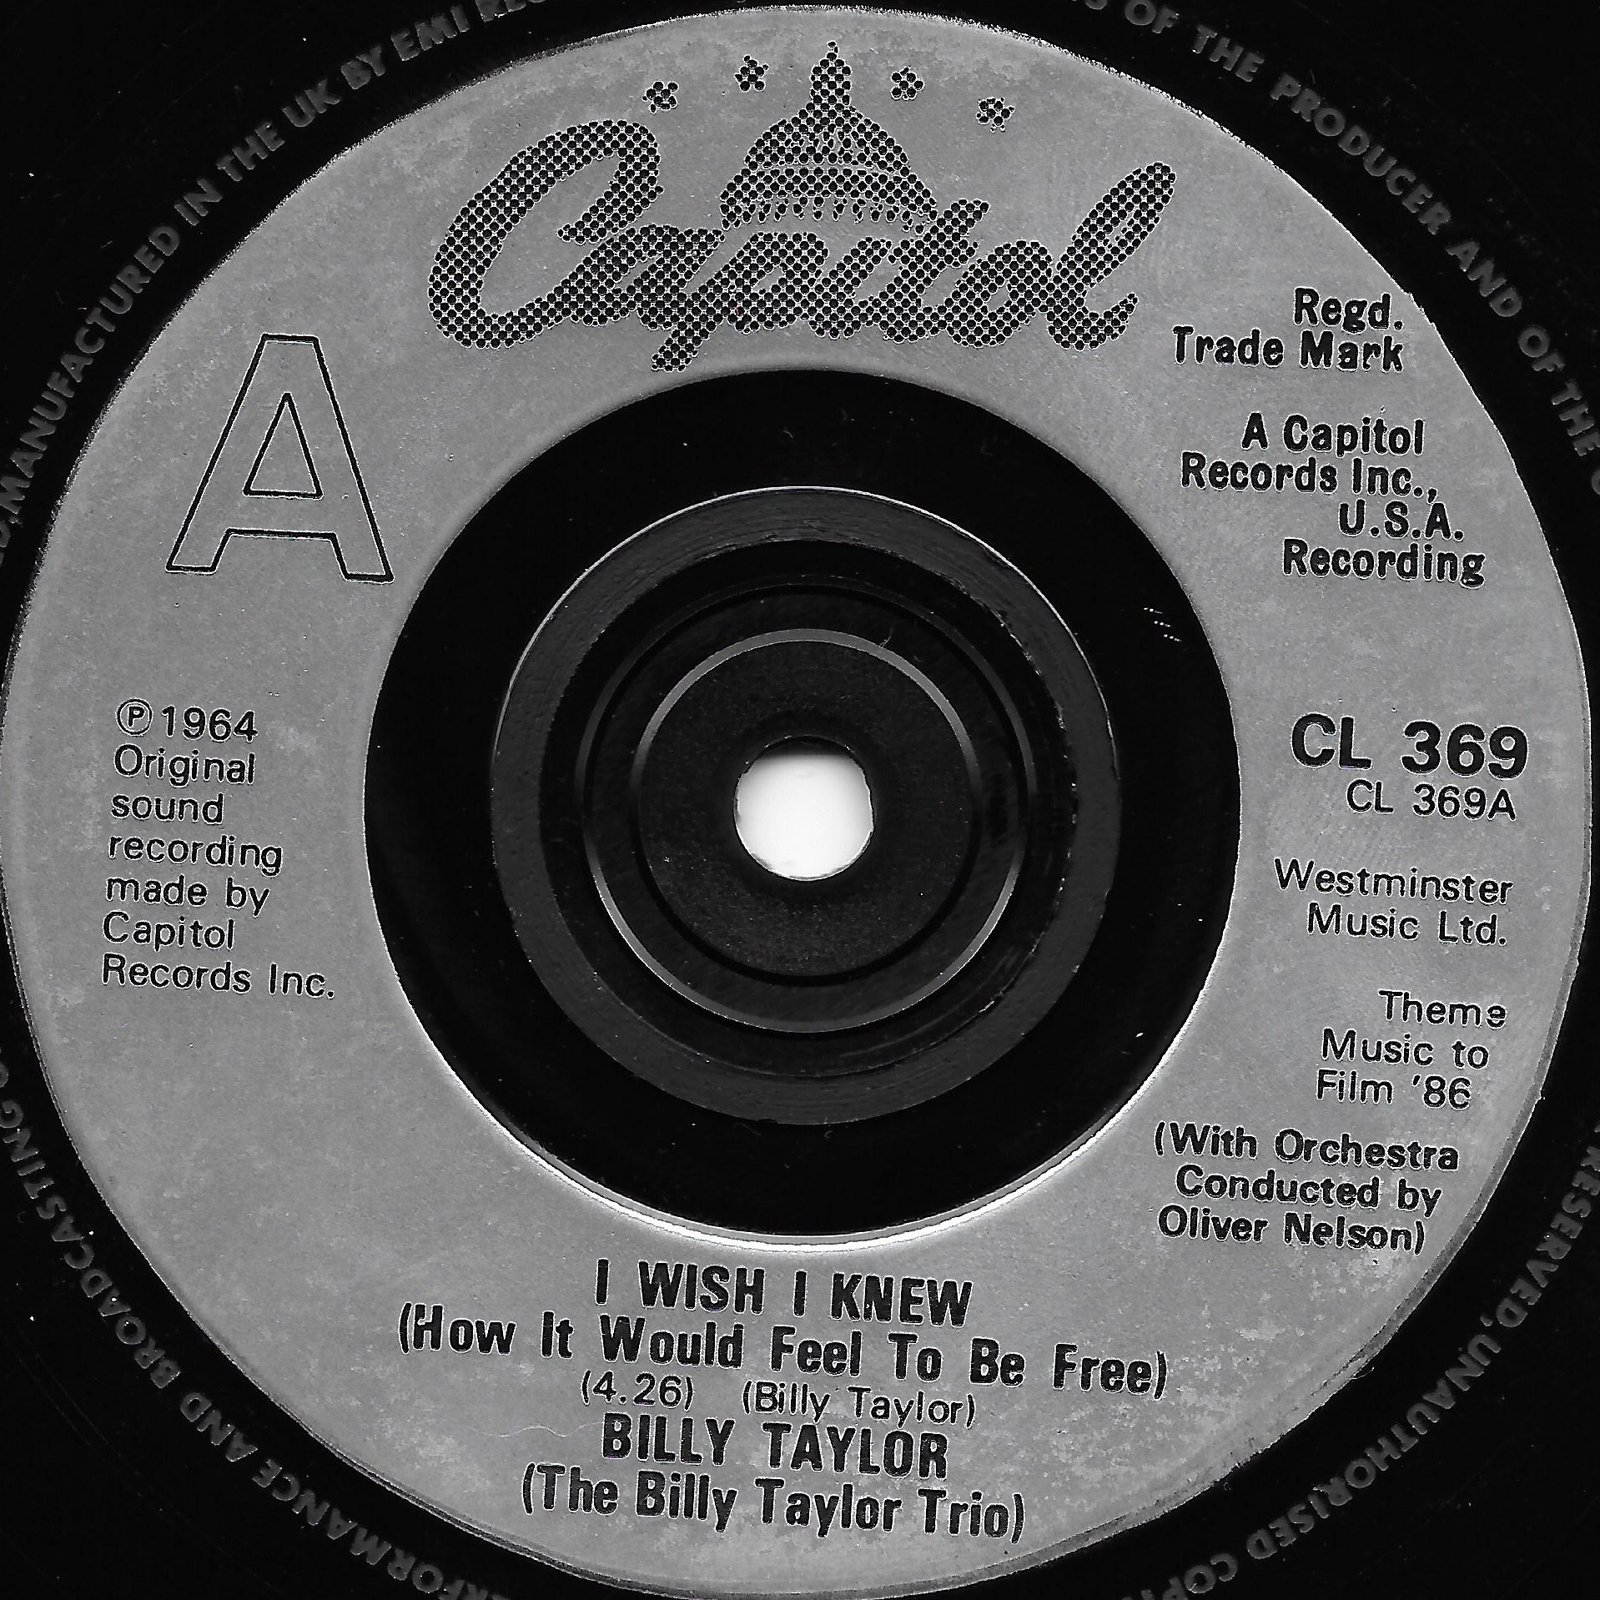 MANUFACTURED IN THE UK BY EMI
OF THE PRODUCER AND OF THE
RESERVED, UNAUTHORISED
PERFORMANCE AND BROADCASTING
Capitol
Regd.
Trade Mark
A Capitol
Records Inc.,
U.S.A.
Recording
A
Ⓟ 1964
Original
sound
recording
made by
Capitol
Records Inc.
CL 369
CL 369A
Westminster
Music Ltd.
Theme
Music to
Film '86
(With Orchestra
Conducted by
Oliver Nelson)
I WISH I KNEW
(How It Would Feel To Be Free)
(4.26) (Billy Taylor)
BILLY TAYLOR
(The Billy Taylor Trio)